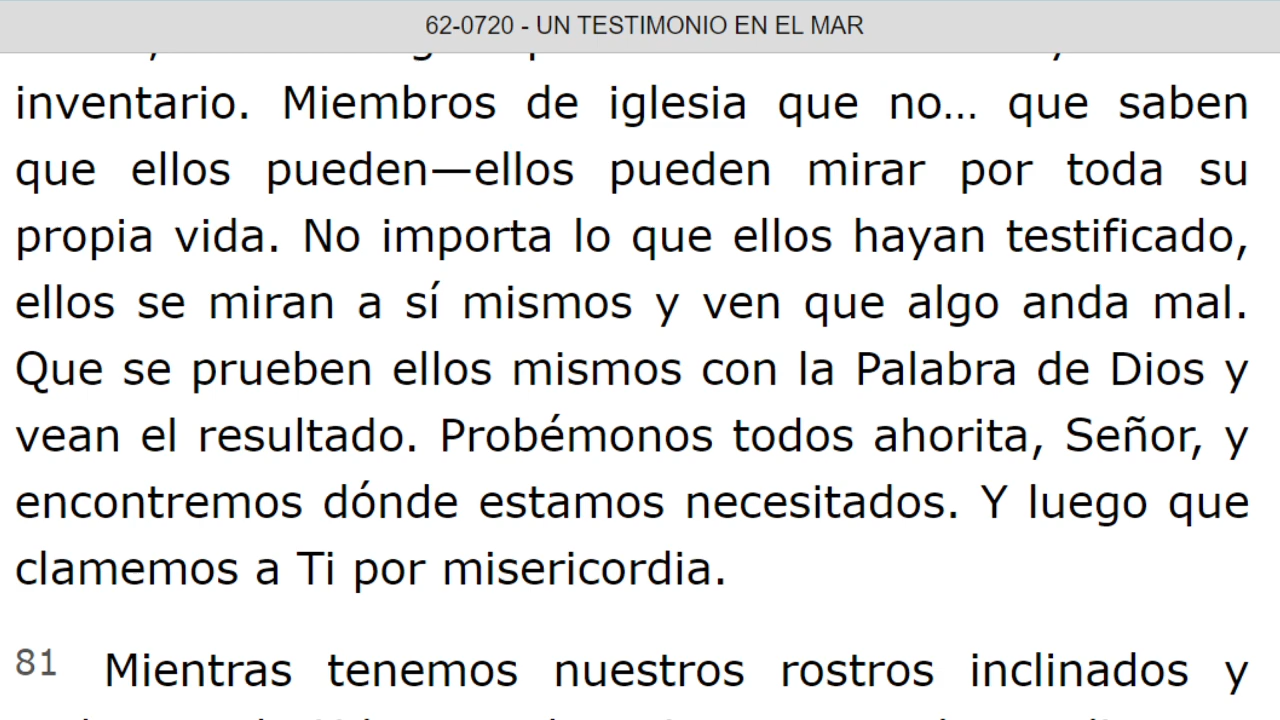 62-0720 - UN TESTIMONIO EN EL MAR
inventario. Miembros de iglesia que no… que saben
que ellos pueden—ellos pueden mirar por toda su
propia vida. No importa lo que ellos hayan testificado,
ellos se miran a sí mismos y ven que algo anda mal.
Que se prueben ellos mismos con la Palabra de Dios y
vean el resultado. Probémonos todos ahorita, Señor, y
encontremos dónde estamos necesitados. Y luego que
clamemos a Ti por misericordia.
81 Mientras tenemos nuestros rostros inclinados y